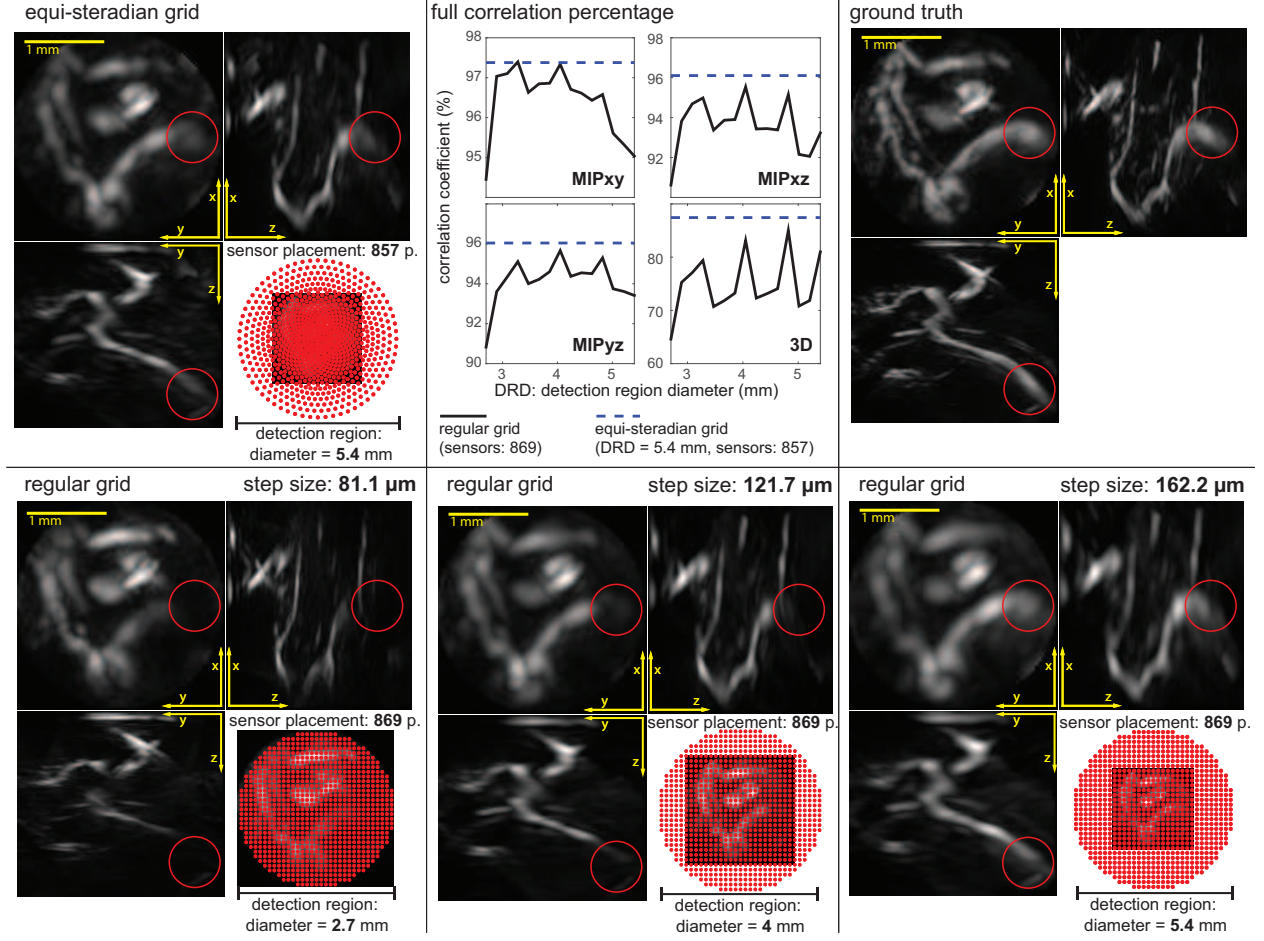 equi-steradian grid
1 mm
x
x
y
z
y
z
sensor placement: 857 p.
detection region:
diameter = 5.4 mm
full correlation percentage
correlation coefficient (%)
98
97
96
95
MIPxy
98
96
94
92
MIPxz
96
94
92
90
MIPyz
3
4
5
80
70
60
3D
3
4
5
DRD: detection region diameter (mm)
regular grid
(sensors: 869)
equi-steradian grid
(DRD = 5.4 mm, sensors: 857)
ground truth
1 mm
x
x
y
z
y
z
regular grid
step size: 81.1 µm
1 mm
x
x
y
z
y
z
sensor placement: 869 p.
detection region:
diameter = 2.7 mm
regular grid
step size: 121.7 µm
1 mm
x
x
y
z
y
z
sensor placement: 869 p.
detection region:
diameter = 4 mm
regular grid
step size: 162.2 µm
1 mm
x
x
y
z
y
z
sensor placement: 869 p.
detection region:
diameter = 5.4 mm